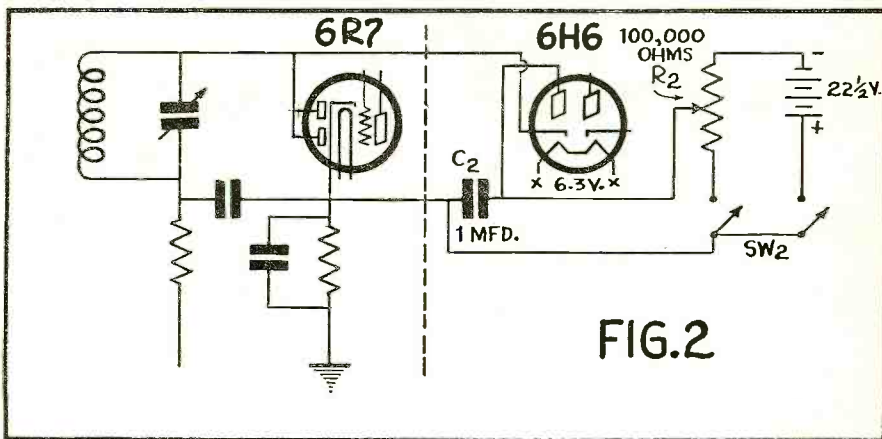 6R7
6H6
100,000
OHMS
R2
22½V.
-
+
C2
1 MFD.
x 6.3V. x
SW2
FIG.2